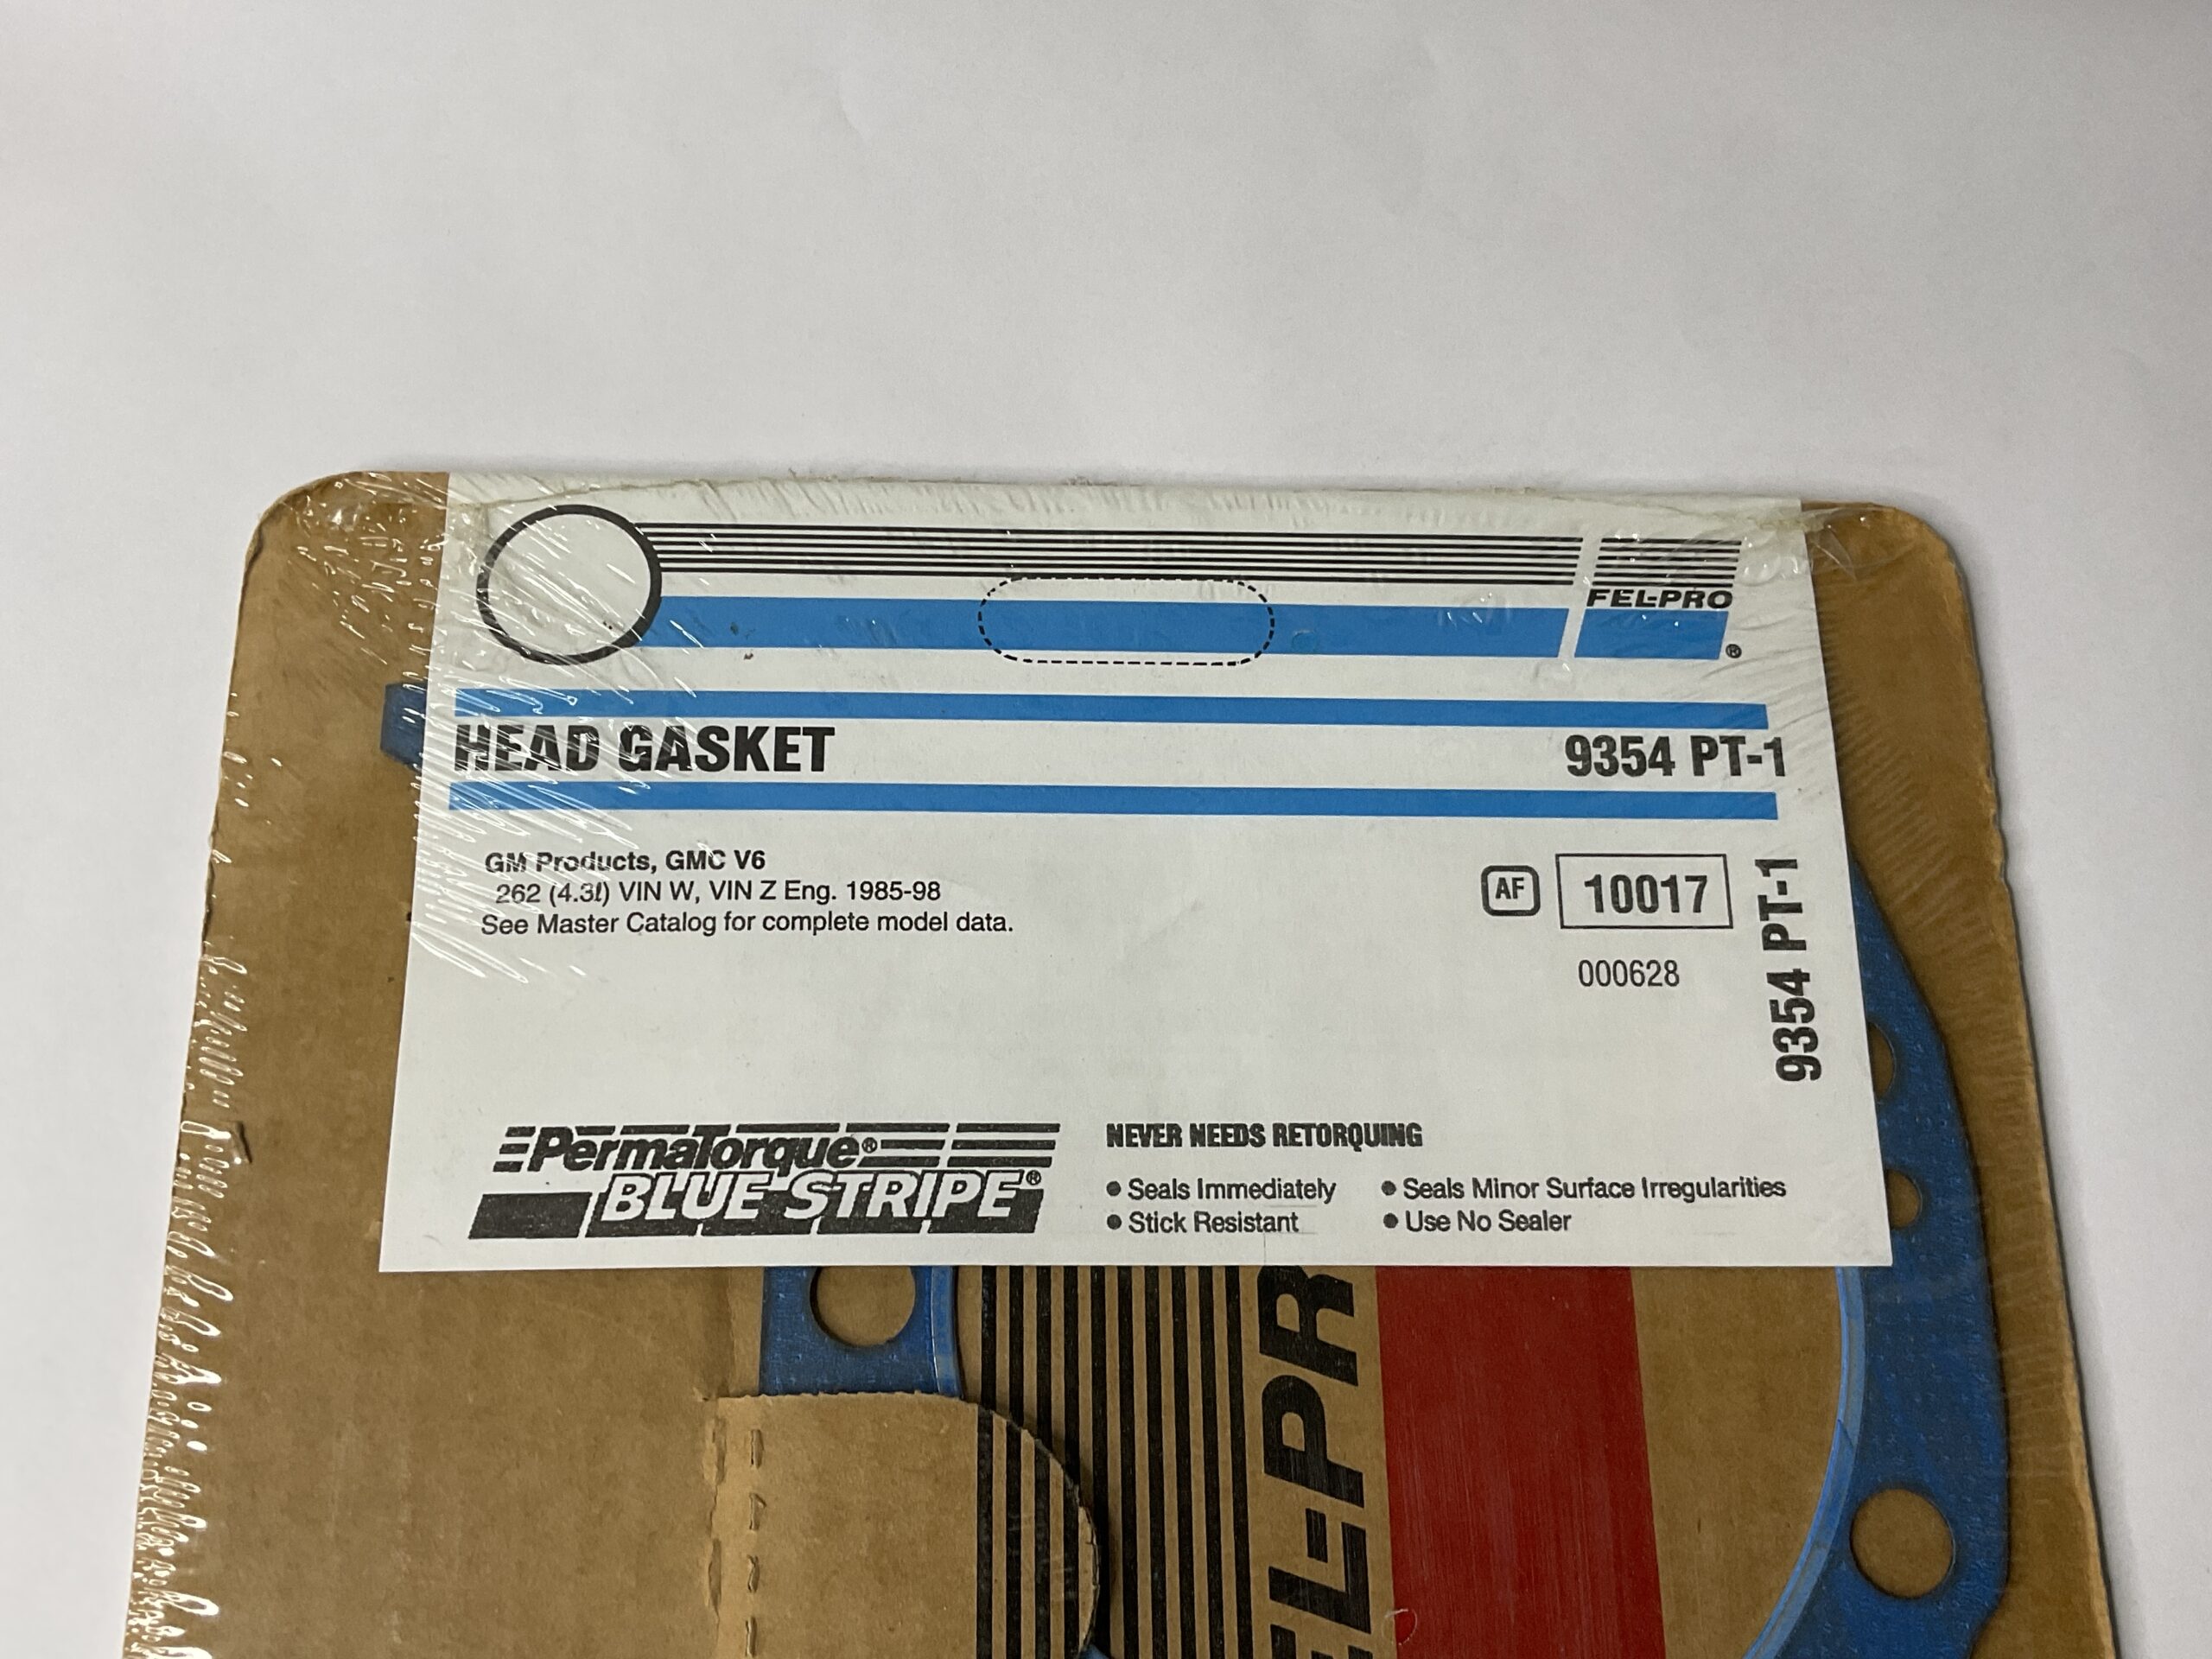 FEL-PRO
®
HEAD GASKET 9354 PT-1
GM Products, GMC V6
262 (4.3ℓ) VIN W, VIN Z Eng. 1985-98
See Master Catalog for complete model data.
AF 10017
000628
9354 PT-1
PermaTorque®
BLUE STRIPE®
NEVER NEEDS RETORQUING
• Seals Immediately • Seals Minor Surface Irregularities
• Stick Resistant • Use No Sealer
EL-PR